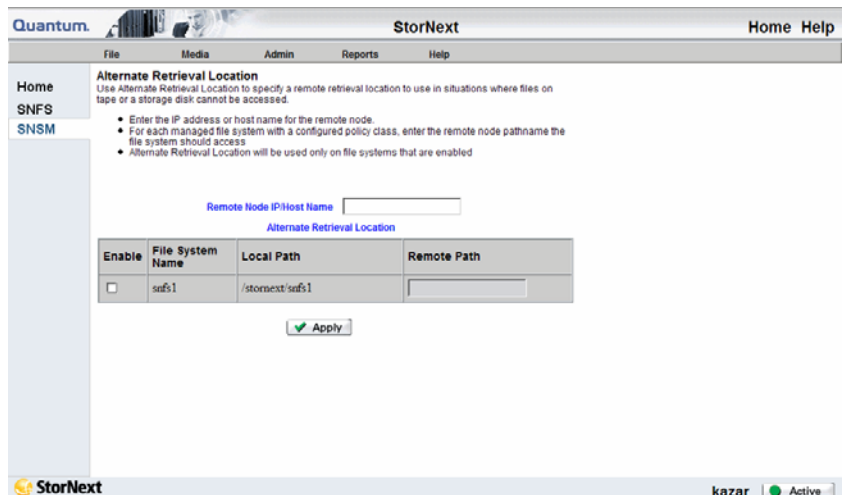 Quantum. StorNext Home Help
File Media Admin Reports Help
Home
SNFS
SNSM
Alternate Retrieval Location
Use Alternate Retrieval Location to specify a remote retrieval location to use in situations where files on
tape or a storage disk cannot be accessed.
• Enter the IP address or host name for the remote node.
• For each managed file system with a configured policy class, enter the remote node pathname the
file system should access
• Alternate Retrieval Location will be used only on file systems that are enabled
Remote Node IP/Host Name
Alternate Retrieval Location
Enable File System Name Local Path Remote Path
snfs1 /stornext/snfs1
Apply
StorNext kazar Active